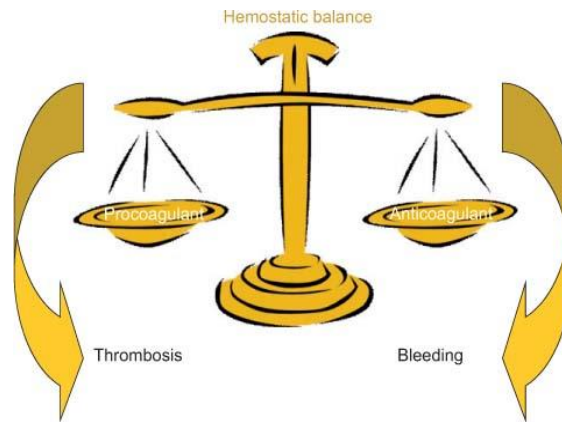 Hemostatic balance
Procoagulant
Anticoagulant
Thrombosis
Bleeding